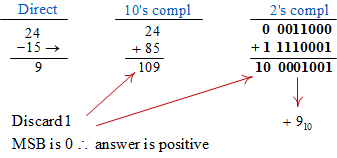 Direct 10's compl 2's compl
24 24 0 0011000
−15 → + 85 + 1 1110000
9 109 10 0001001
Discard 1 + 9₁₀
MSB is 0 ∴ answer is positive